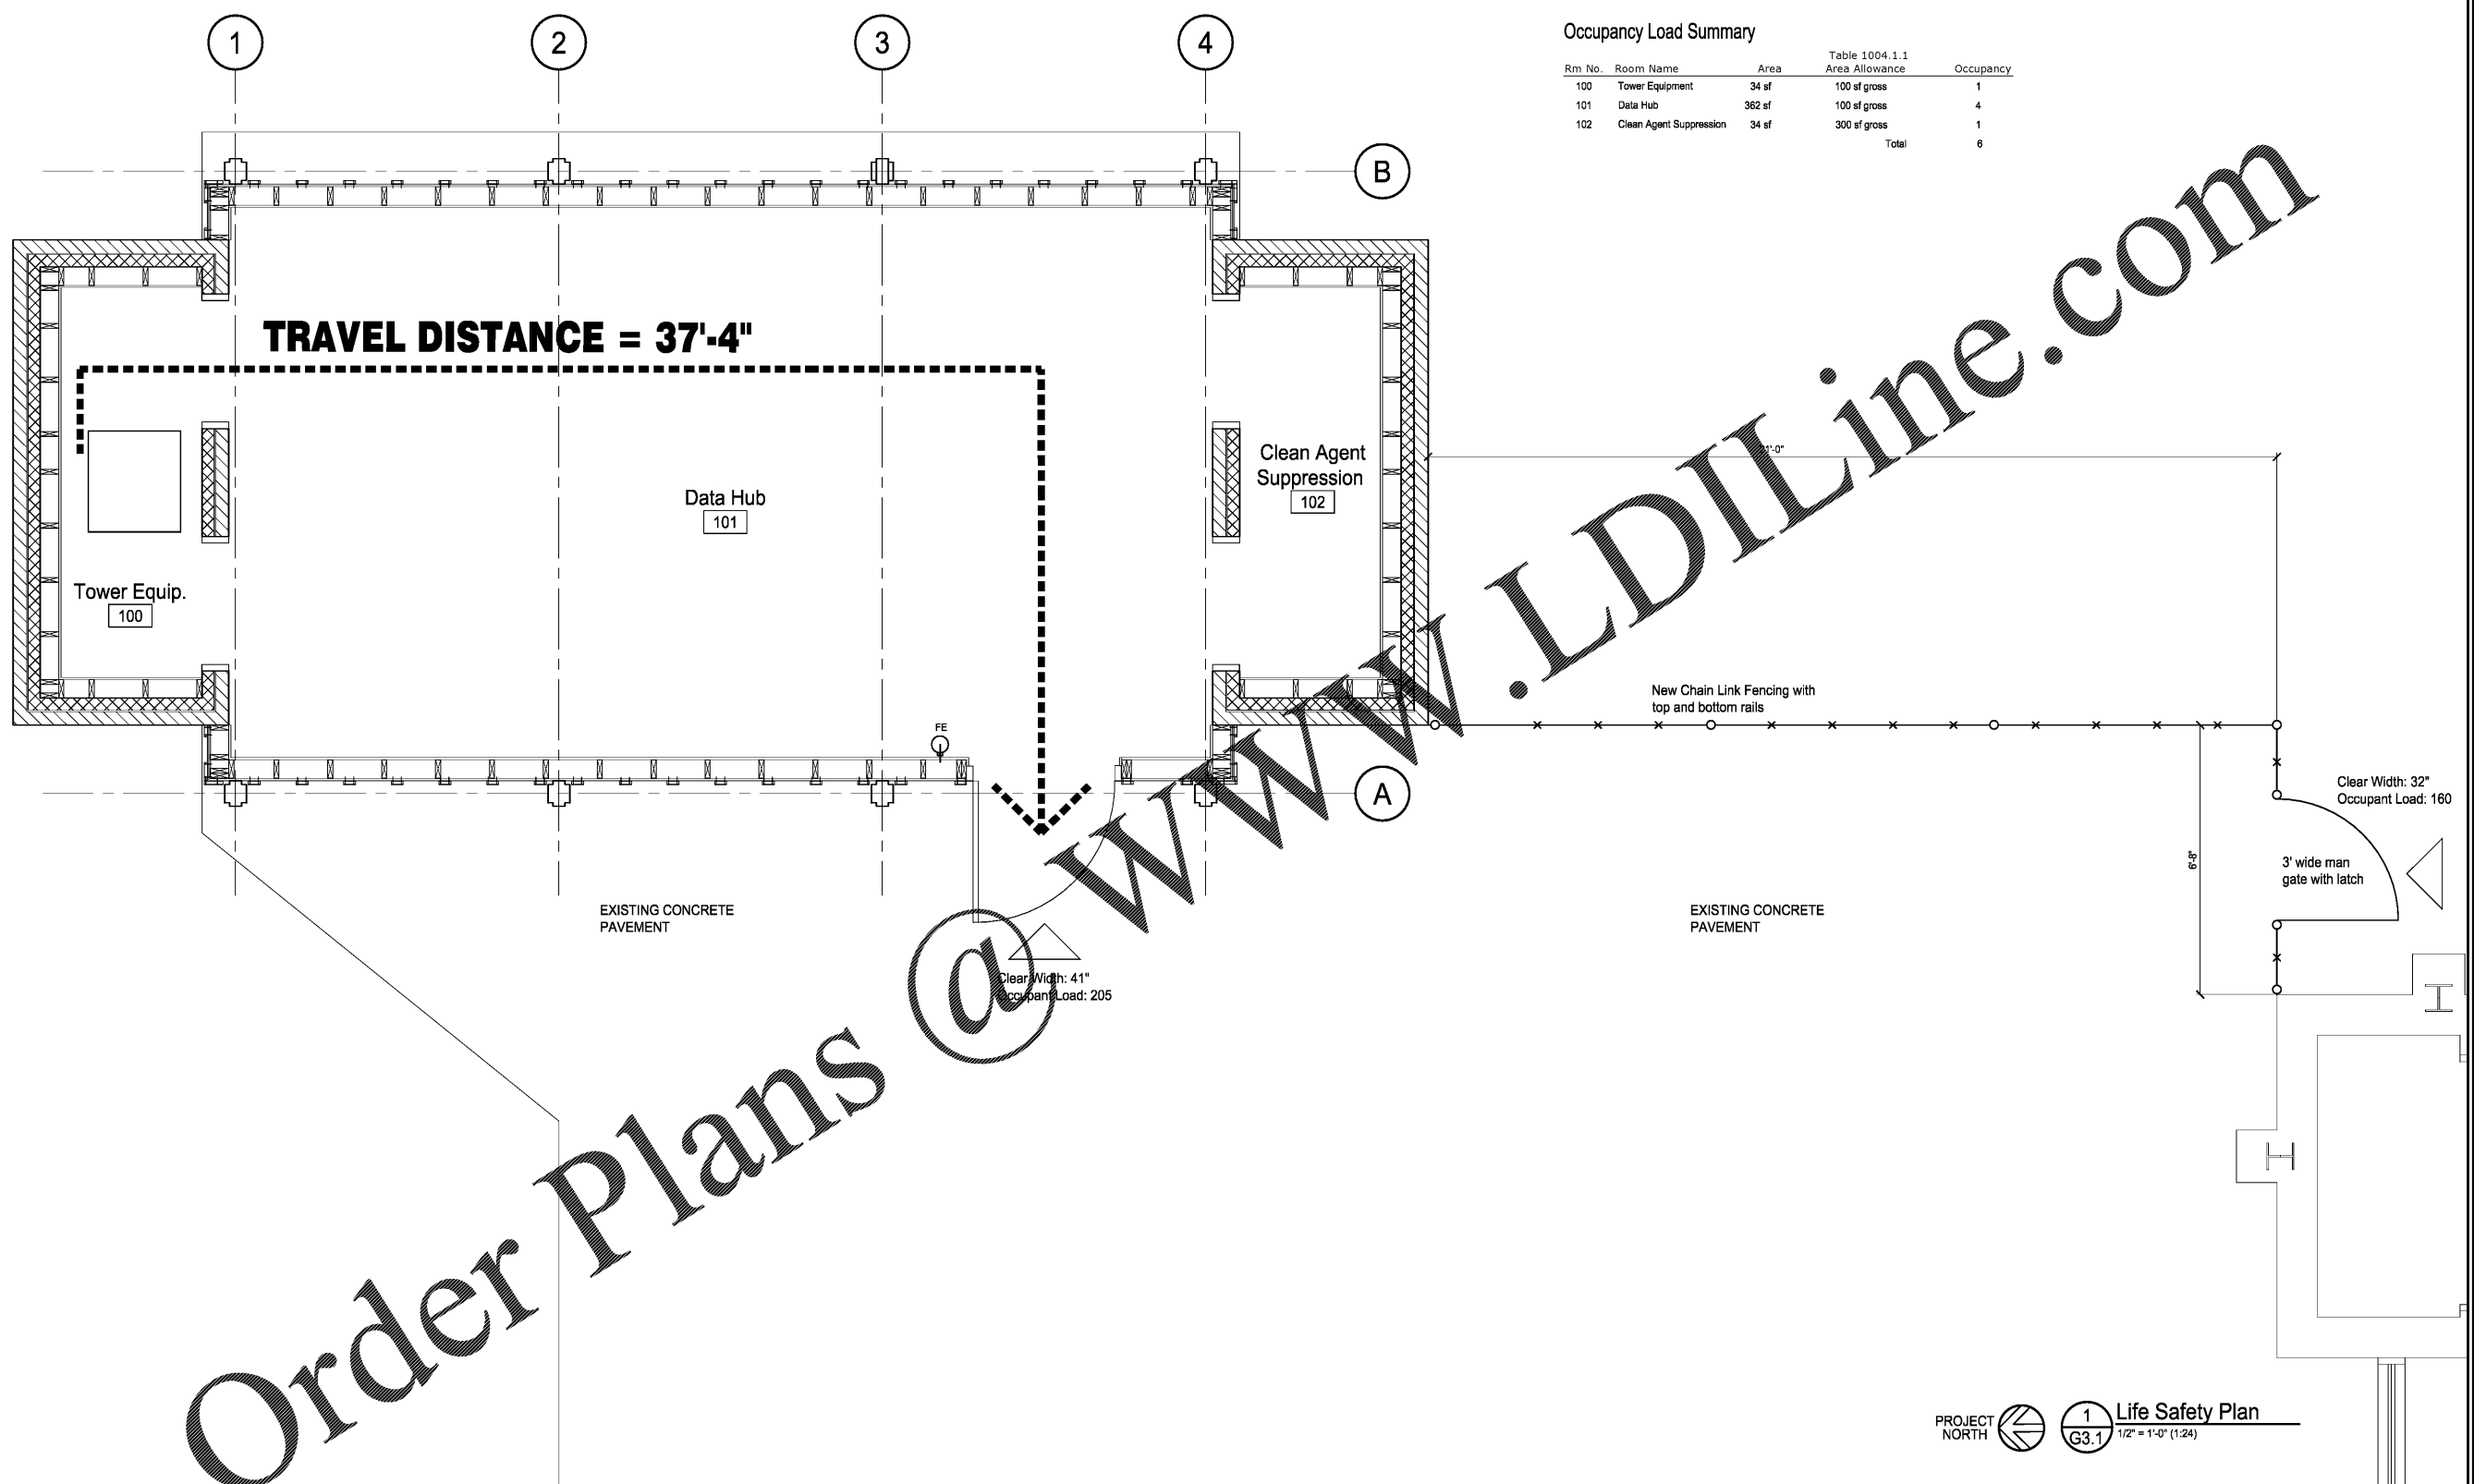 1
2
3
4
Occupancy Load Summary
Table 1004.1.1
Rm No. Room Name Area Area Allowance Occupancy
100 Tower Equipment 34 sf 100 sf gross 1
101 Data Hub 362 sf 100 sf gross 4
102 Clean Agent Suppression 34 sf 300 sf gross 1
Total 6
B
TRAVEL DISTANCE = 37'-4"
Clean Agent
Suppression
102
Data Hub
101
Tower Equip.
100
New Chain Link Fencing with
top and bottom rails
FE
A
Clear Width: 32"
Occupant Load: 160
6'-8"
3' wide man
gate with latch
EXISTING CONCRETE
PAVEMENT
EXISTING CONCRETE
PAVEMENT
Clear Width: 41"
Occupant Load: 205
Order Plans @ www.LDILine.com
PROJECT
NORTH
1
G3.1
Life Safety Plan
1/2" = 1'-0" (1:24)